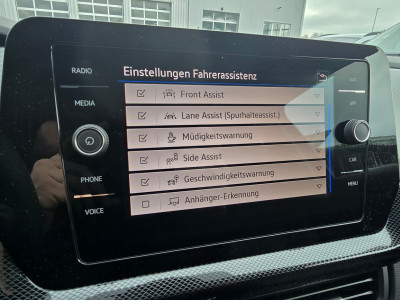 RADIO
MEDIA
PHONE
VOICE
Einstellungen Fahrerassistenz
Front Assist
Lane Assist (Spurhalteassist.)
Müdigkeitswarnung
Side Assist
Geschwindigkeitswarnung
Anhänger-Erkennung
CAR
MENU